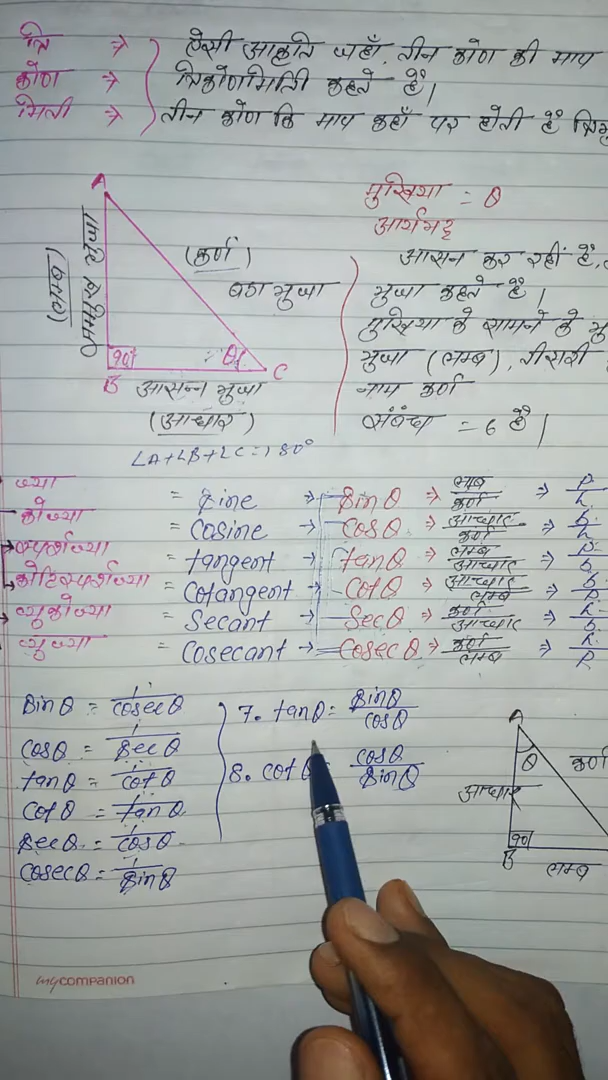 त्रि ⇒ ऐसी आकृति जहाँ, तीन कोण की माप
कोण ⇒ त्रिकोणमिति कहते हैं।
मिती ⇒ तीन कोण कि माप कहाँ पर होती है
A
मुखिया = θ
आर्यभट्ट
(कर्ण)
(लम्ब)
आसन कर रहीं है,
भुजा कहते है।
मुखिया के सामने के
90°
θ
C
भुजा (लम्ब), तीसरी
B
आसन्न भुजा
नाम कर्ण
(आधार)
संबंध = 6 हैं।
∠A+∠B+∠C=180°
ज्या = sine → sinθ ⇒ लम्ब/कर्ण ⇒ P/h
कोज्या = cosine → cosθ ⇒ आधार/कर्ण ⇒ b/h
स्पर्शज्या = tangent → tanθ ⇒ लम्ब/आधार ⇒ P/b
कोटिस्पर्शज्या = cotangent → cotθ ⇒ आधार/लम्ब ⇒ b/P
= Secant → Secθ ⇒ कर्ण/आधार ⇒ h/b
= Cosecant → Cosecθ ⇒ कर्ण/लम्ब ⇒ h/P
Sinθ = 1/cosecθ
cosθ = 1/secθ
tanθ = 1/cotθ
cotθ = 1/tanθ
secθ = 1/cosθ
cosecθ = 1/sinθ
7. tanθ = sinθ/cosθ
8. cotθ = cosθ/sinθ
A
θ
कर्ण
आधार
90
B
लम्ब
mycompanion